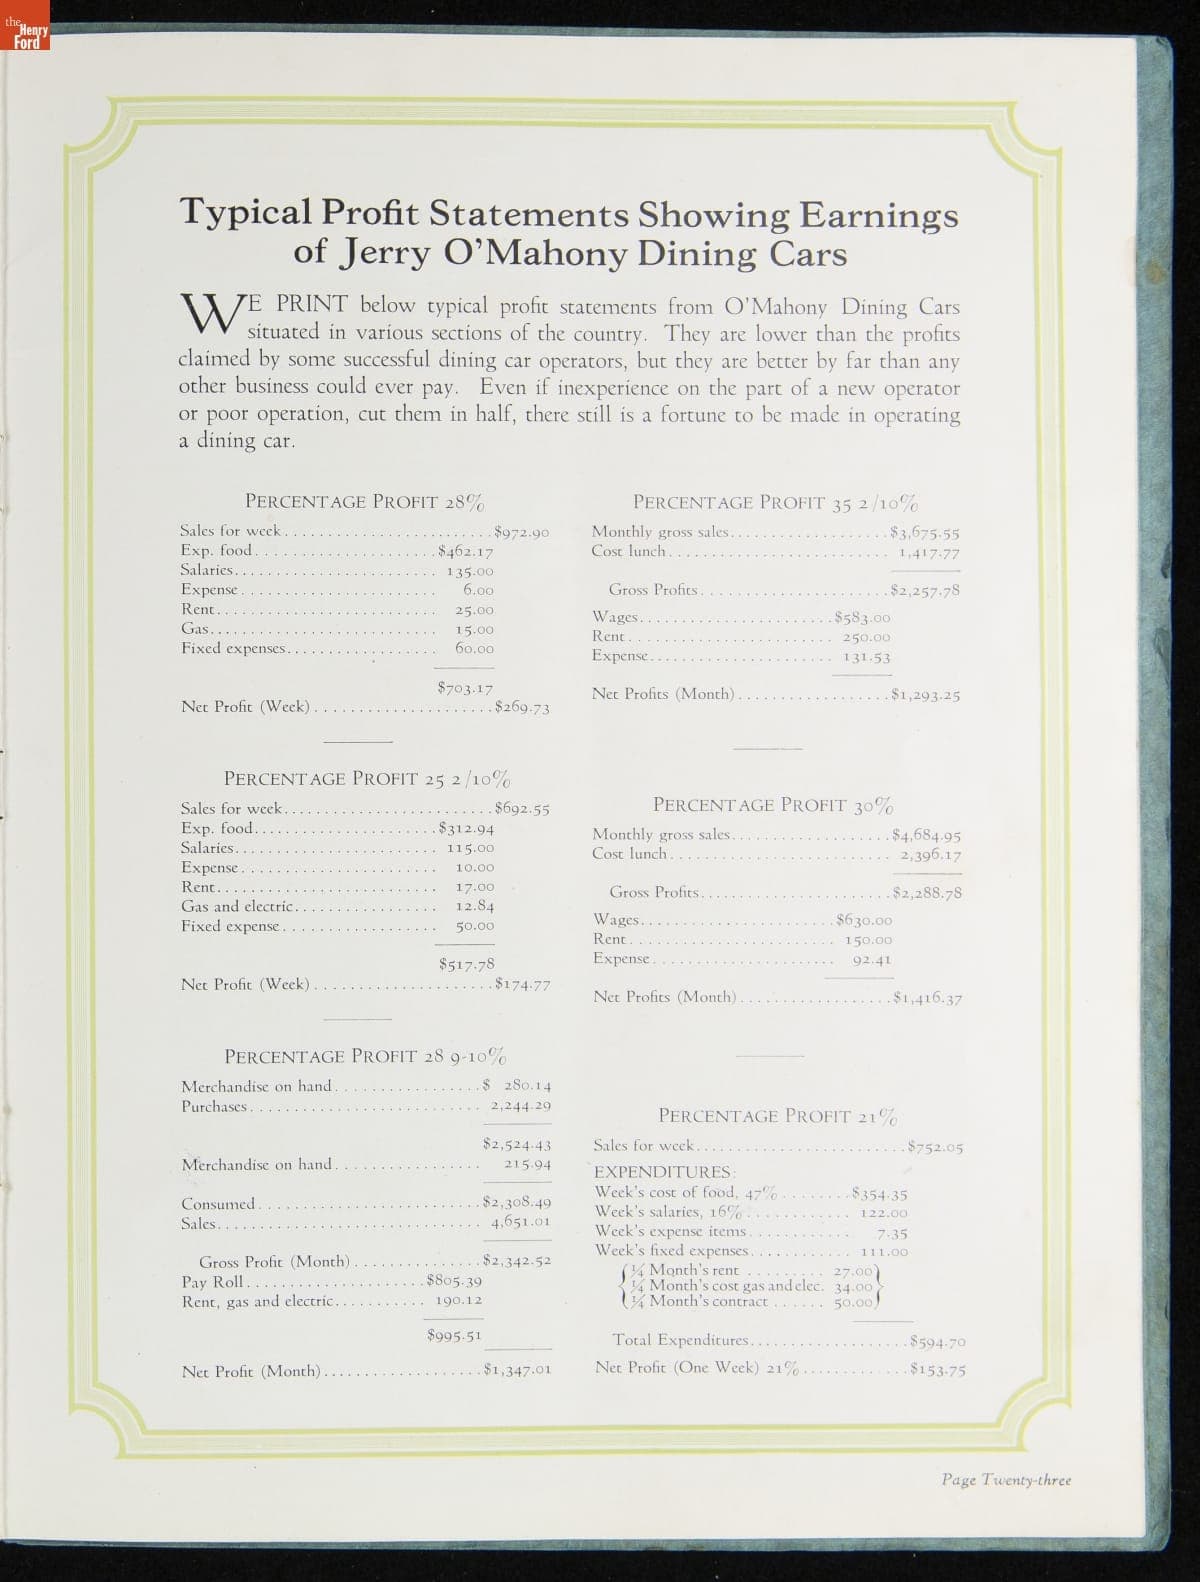 the
Henry
Ford
Typical Profit Statements Showing Earnings
of Jerry O'Mahony Dining Cars
WE PRINT below typical profit statements from O'Mahony Dining Cars
situated in various sections of the country. They are lower than the profits
claimed by some successful dining car operators, but they are better by far than any
other business could ever pay. Even if inexperience on the part of a new operator
or poor operation, cut them in half, there still is a fortune to be made in operating
a dining car.
PERCENTAGE PROFIT 28%
Sales for week........................$972.90
Exp. food.....................$462.17
Salaries........................ 135.00
Expense....................... 6.00
Rent.......................... 25.00
Gas........................... 15.00
Fixed expenses.................. 60.00
$703.17
Net Profit (Week).....................$269.73
PERCENTAGE PROFIT 25 2/10%
Sales for week........................$692.55
Exp. food.....................$312.94
Salaries........................ 115.00
Expense....................... 10.00
Rent.......................... 17.00
Gas and electric................. 12.84
Fixed expense.................. 50.00
$517.78
Net Profit (Week).....................$174.77
PERCENTAGE PROFIT 28 9-10%
Merchandise on hand.................$ 280.14
Purchases........................... 2,244.29
$2,524.43
Merchandise on hand................. 215.94
Consumed..........................$2,308.49
Sales............................... 4,651.01
Gross Profit (Month)...............$2,342.52
Pay Roll.....................$805.39
Rent, gas and electric........... 190.12
$995.51
Net Profit (Month)...................$1,347.01
PERCENTAGE PROFIT 35 2/10%
Monthly gross sales..................$3,675.55
Cost lunch.......................... 1,417.77
Gross Profits......................$2,257.78
Wages......................$583.00
Rent........................ 250.00
Expense...................... 131.53
Net Profits (Month).................$1,293.25
PERCENTAGE PROFIT 30%
Monthly gross sales..................$4,684.95
Cost lunch.......................... 2,396.17
Gross Profits......................$2,288.78
Wages......................$630.00
Rent........................ 150.00
Expense..................... 92.41
Net Profits (Month).................$1,416.37
PERCENTAGE PROFIT 21%
Sales for week........................$752.05
EXPENDITURES:
Week's cost of food, 47%........$354.35
Week's salaries, 16%............ 122.00
Week's expense items............ 7.35
Week's fixed expenses............ 111.00
¼ Month's rent ......... 27.00
¼ Month's cost gas and elec. 34.00
¼ Month's contract ...... 50.00
Total Expenditures...................$594.70
Net Profit (One Week) 21%.............$153.75
Page Twenty-three